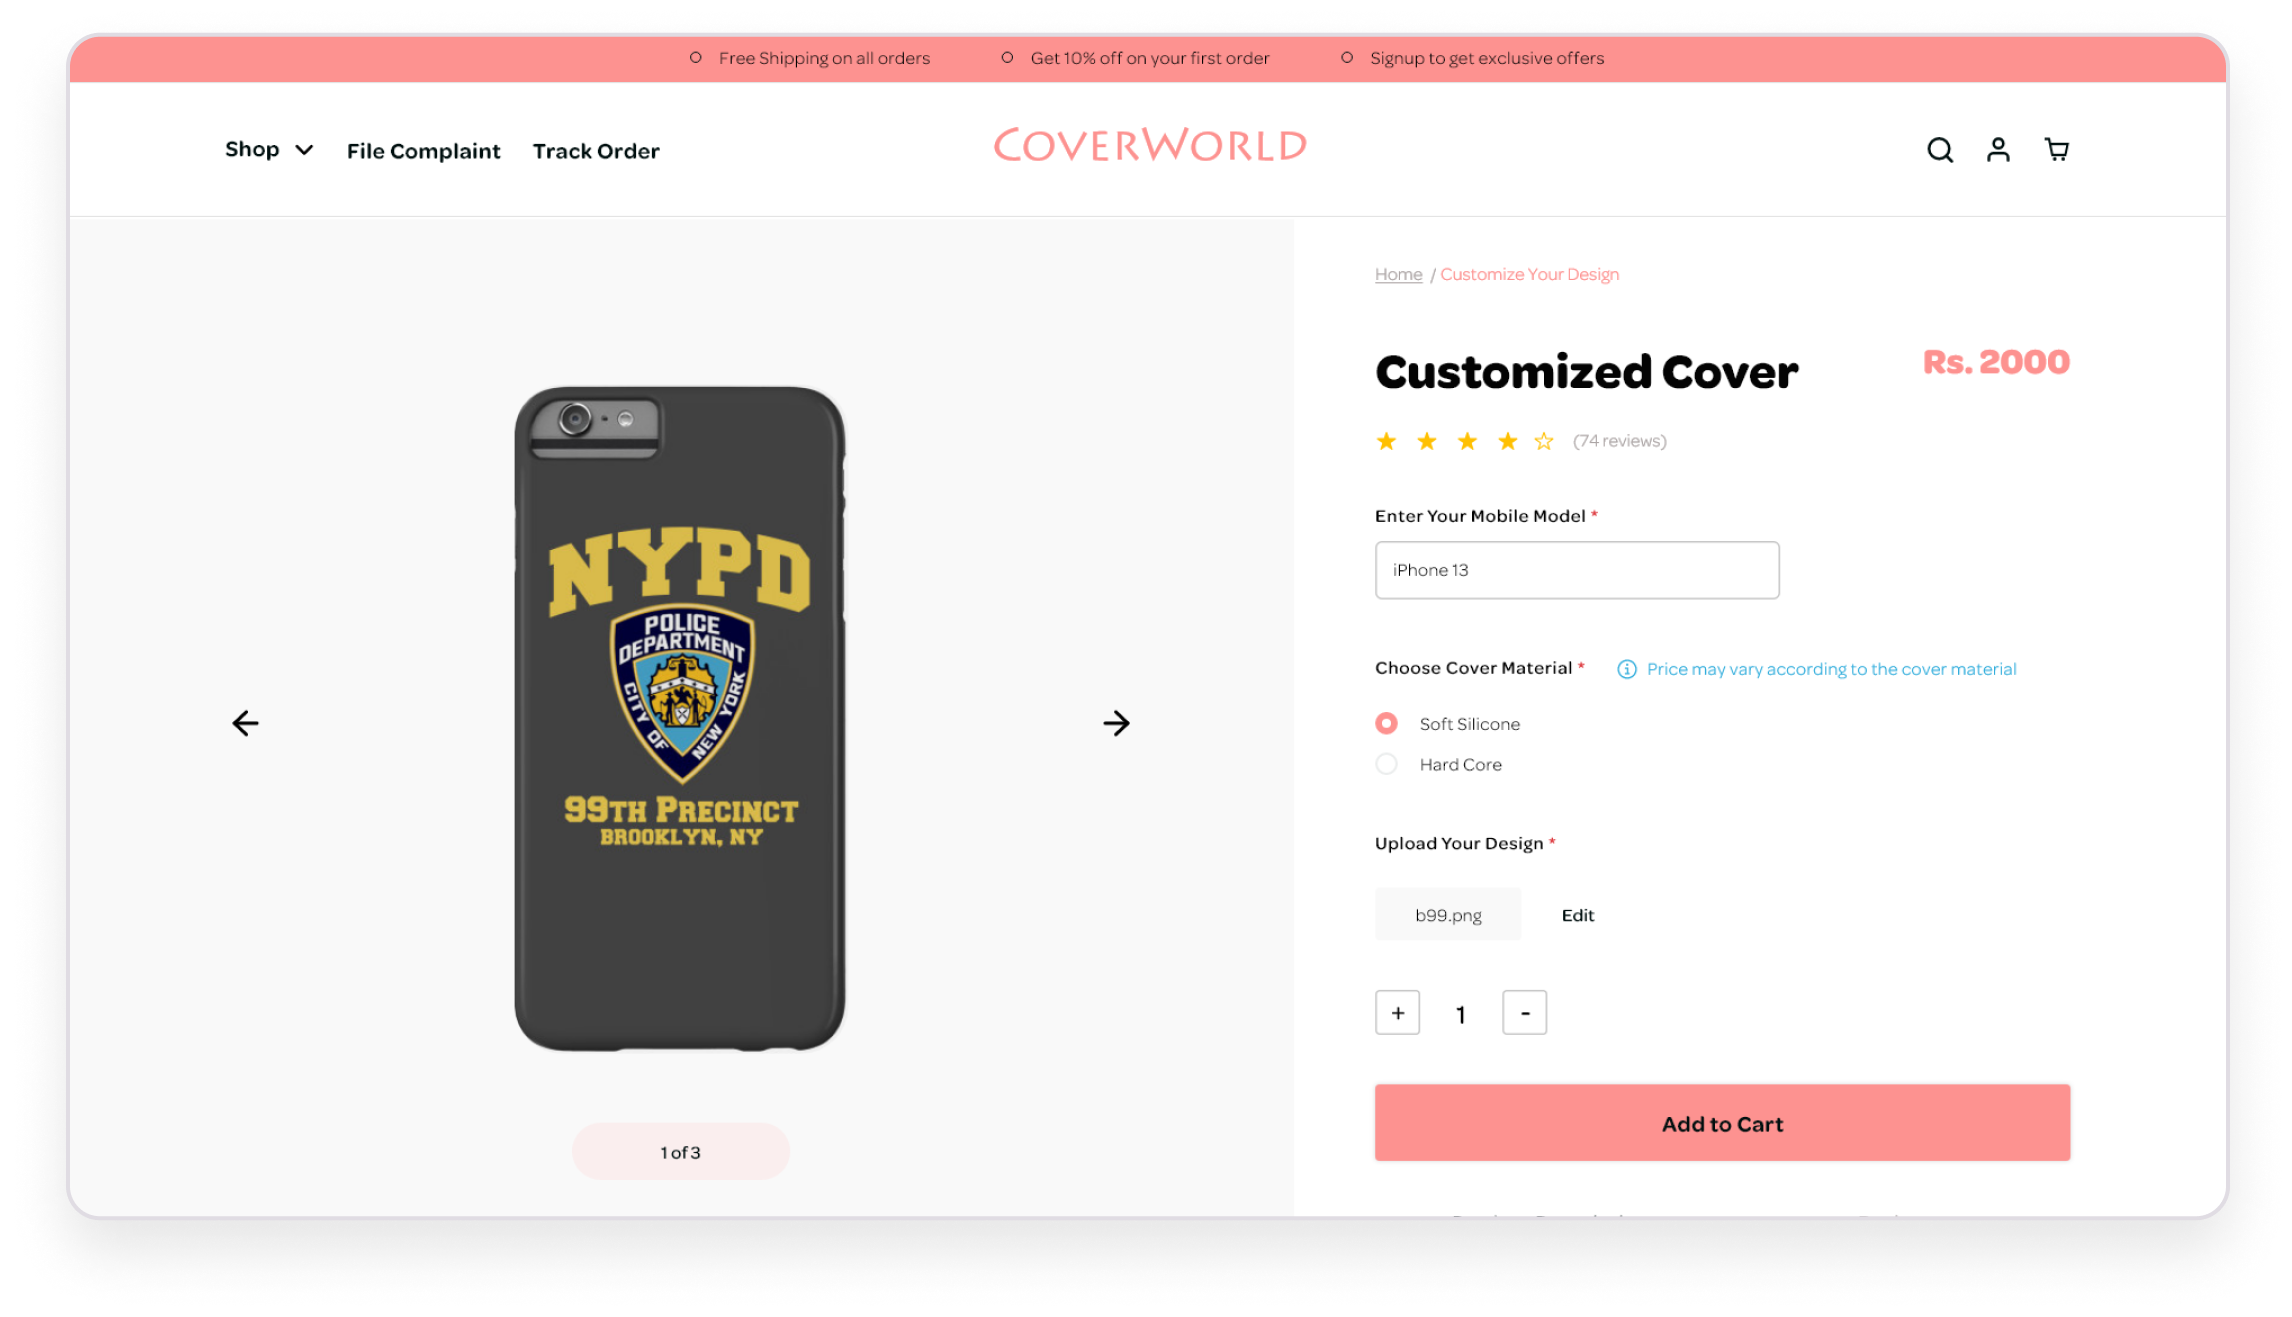 Free Shipping on all orders
Get 10% off on your first order
Signup to get exclusive offers
Shop
File Complaint
Track Order
COVERWORLD
NYPD
POLICE
DEPARTMENT
CITY OF NEW YORK
99TH PRECINCT
BROOKLYN, NY
1 of 3
Home / Customize Your Design
Customized Cover
Rs. 2000
(74 reviews)
Enter Your Mobile Model *
iPhone 13
Choose Cover Material *
Price may vary according to the cover material
Soft Silicone
Hard Core
Upload Your Design *
b99.png
Edit
+ 1 -
Add to Cart